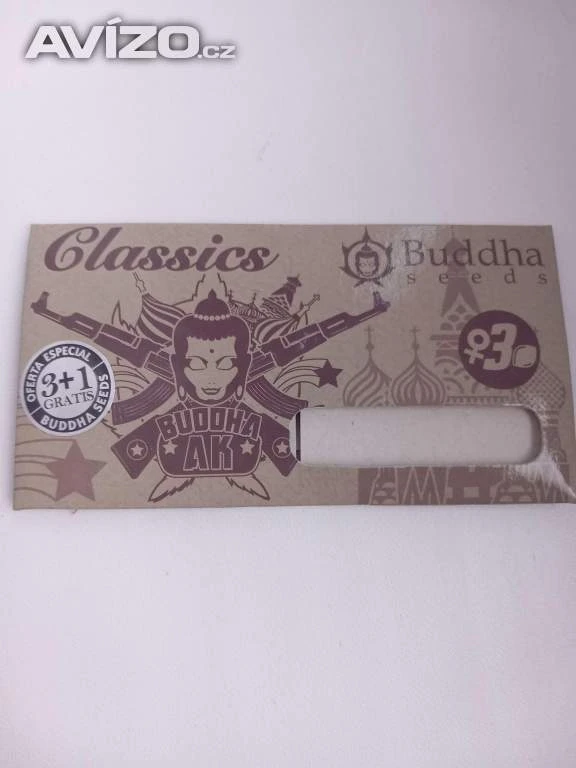 AVÍZO.cz
Classics
Buddha
seeds
OFERTA ESPECIAL
3+1
GRATIS
BUDDHA SEEDS
3
BUDDHA
AK